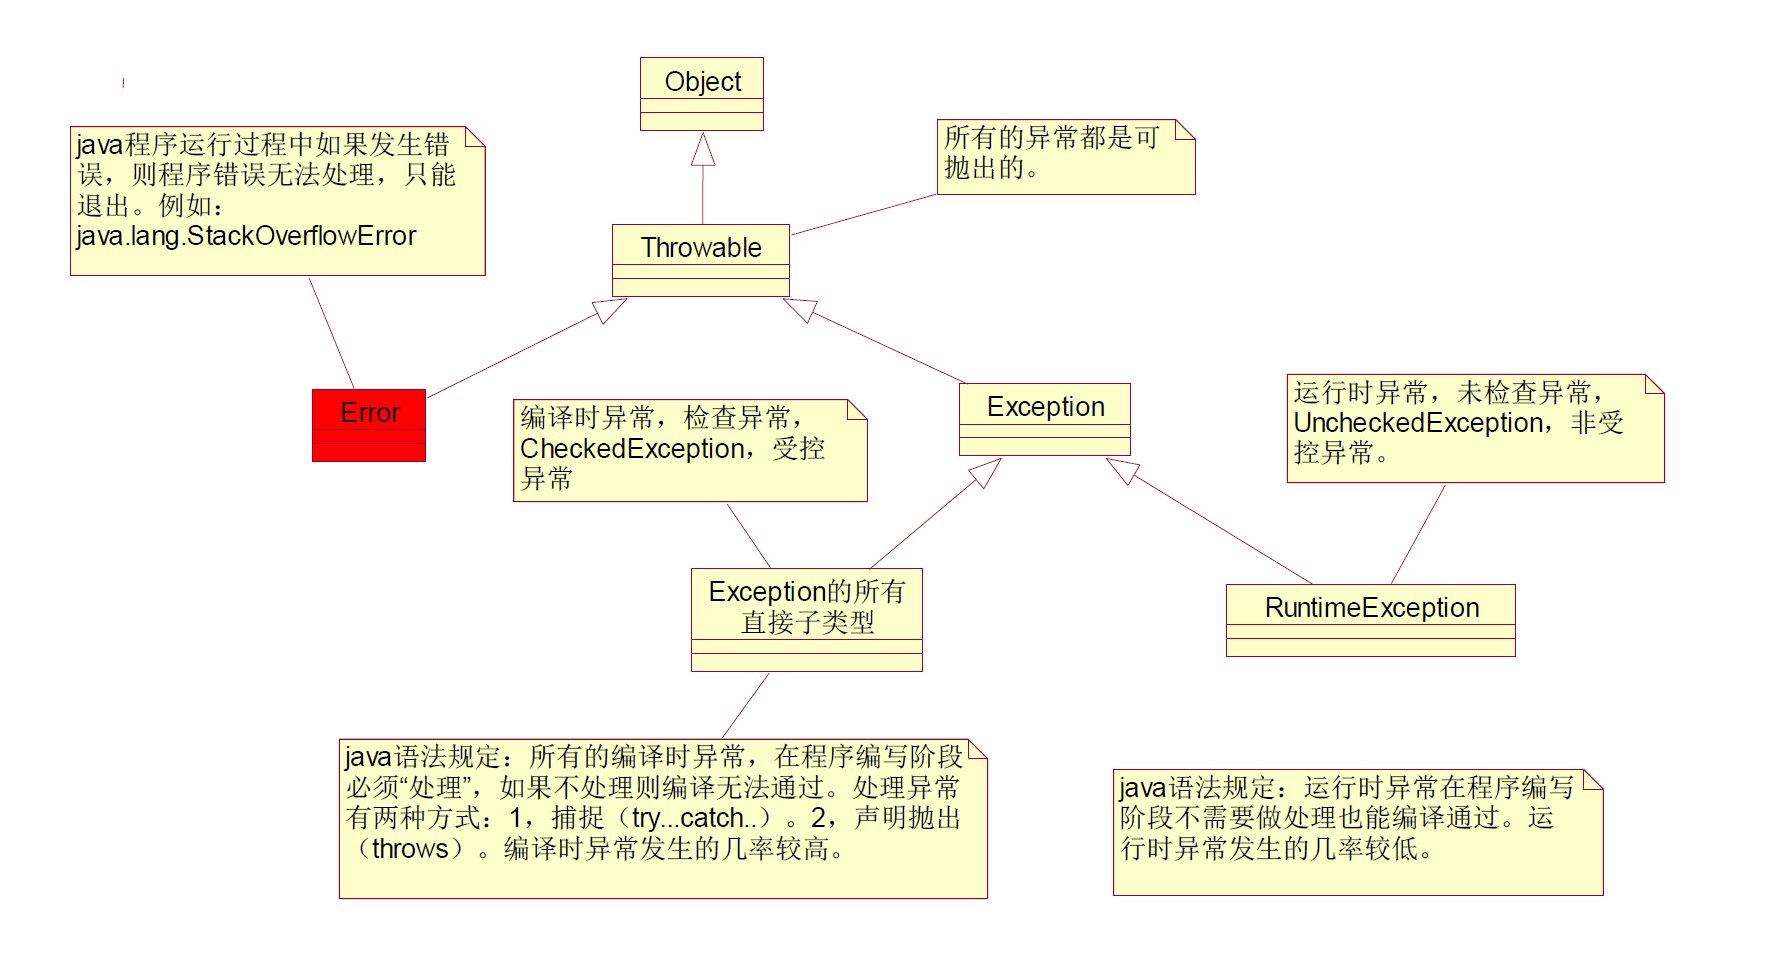 Object
java程序运行过程中如果发生错
误，则程序错误无法处理，只能
退出。例如：
java.lang.StackOverflowError
所有的异常都是可
抛出的。
Throwable
Error
编译时异常，检查异常，
CheckedException，受控
异常
Exception
运行时异常，未检查异常，
UncheckedException，非受
控异常。
Exception的所有
直接子类型
RuntimeException
java语法规定：所有的编译时异常，在程序编写阶段
必须“处理”，如果不处理则编译无法通过。处理异常
有两种方式：1，捕捉（try...catch..）。2，声明抛出
（throws）。编译时异常发生的几率较高。
java语法规定：运行时异常在程序编写
阶段不需要做处理也能编译通过。运
行时异常发生的几率较低。